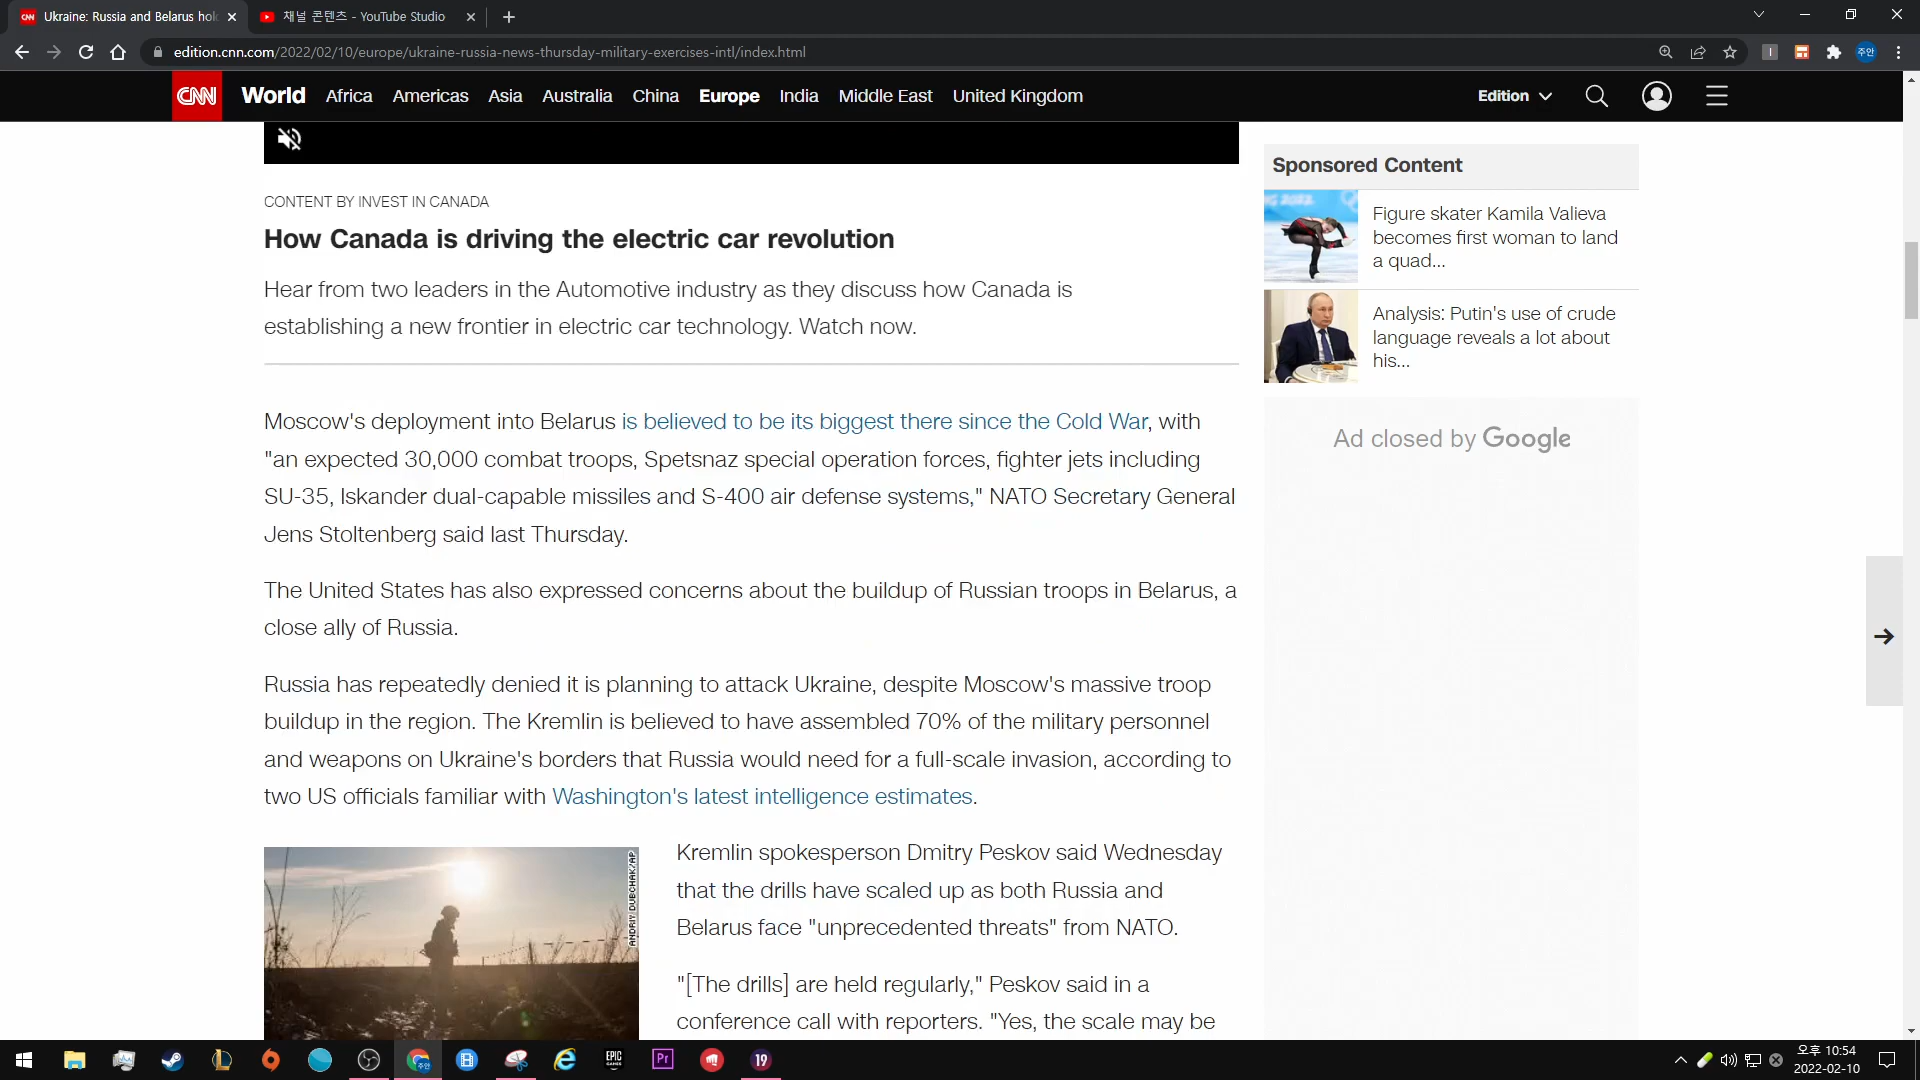 Ukraine: Russia and Belarus hol
채널 콘텐츠 - YouTube Studio
edition.cnn.com/2022/02/10/europe/ukraine-russia-news-thursday-military-exercises-intl/index.html
주안
CNN World Africa Americas Asia Australia China Europe India Middle East United Kingdom Edition
CONTENT BY INVEST IN CANADA
How Canada is driving the electric car revolution
Hear from two leaders in the Automotive industry as they discuss how Canada is
establishing a new frontier in electric car technology. Watch now.
Moscow's deployment into Belarus is believed to be its biggest there since the Cold War, with
"an expected 30,000 combat troops, Spetsnaz special operation forces, fighter jets including
SU-35, Iskander dual-capable missiles and S-400 air defense systems," NATO Secretary General
Jens Stoltenberg said last Thursday.
The United States has also expressed concerns about the buildup of Russian troops in Belarus, a
close ally of Russia.
Russia has repeatedly denied it is planning to attack Ukraine, despite Moscow's massive troop
buildup in the region. The Kremlin is believed to have assembled 70% of the military personnel
and weapons on Ukraine's borders that Russia would need for a full-scale invasion, according to
two US officials familiar with Washington's latest intelligence estimates.
ANDRIY DUBCHAK/AP
Kremlin spokesperson Dmitry Peskov said Wednesday
that the drills have scaled up as both Russia and
Belarus face "unprecedented threats" from NATO.
"[The drills] are held regularly," Peskov said in a
conference call with reporters. "Yes, the scale may be
Sponsored Content
Figure skater Kamila Valieva
becomes first woman to land
a quad...
Analysis: Putin's use of crude
language reveals a lot about
his...
Ad closed by Google
EPIC
GAMES
Pr
19
오후 10:54
2022-02-10